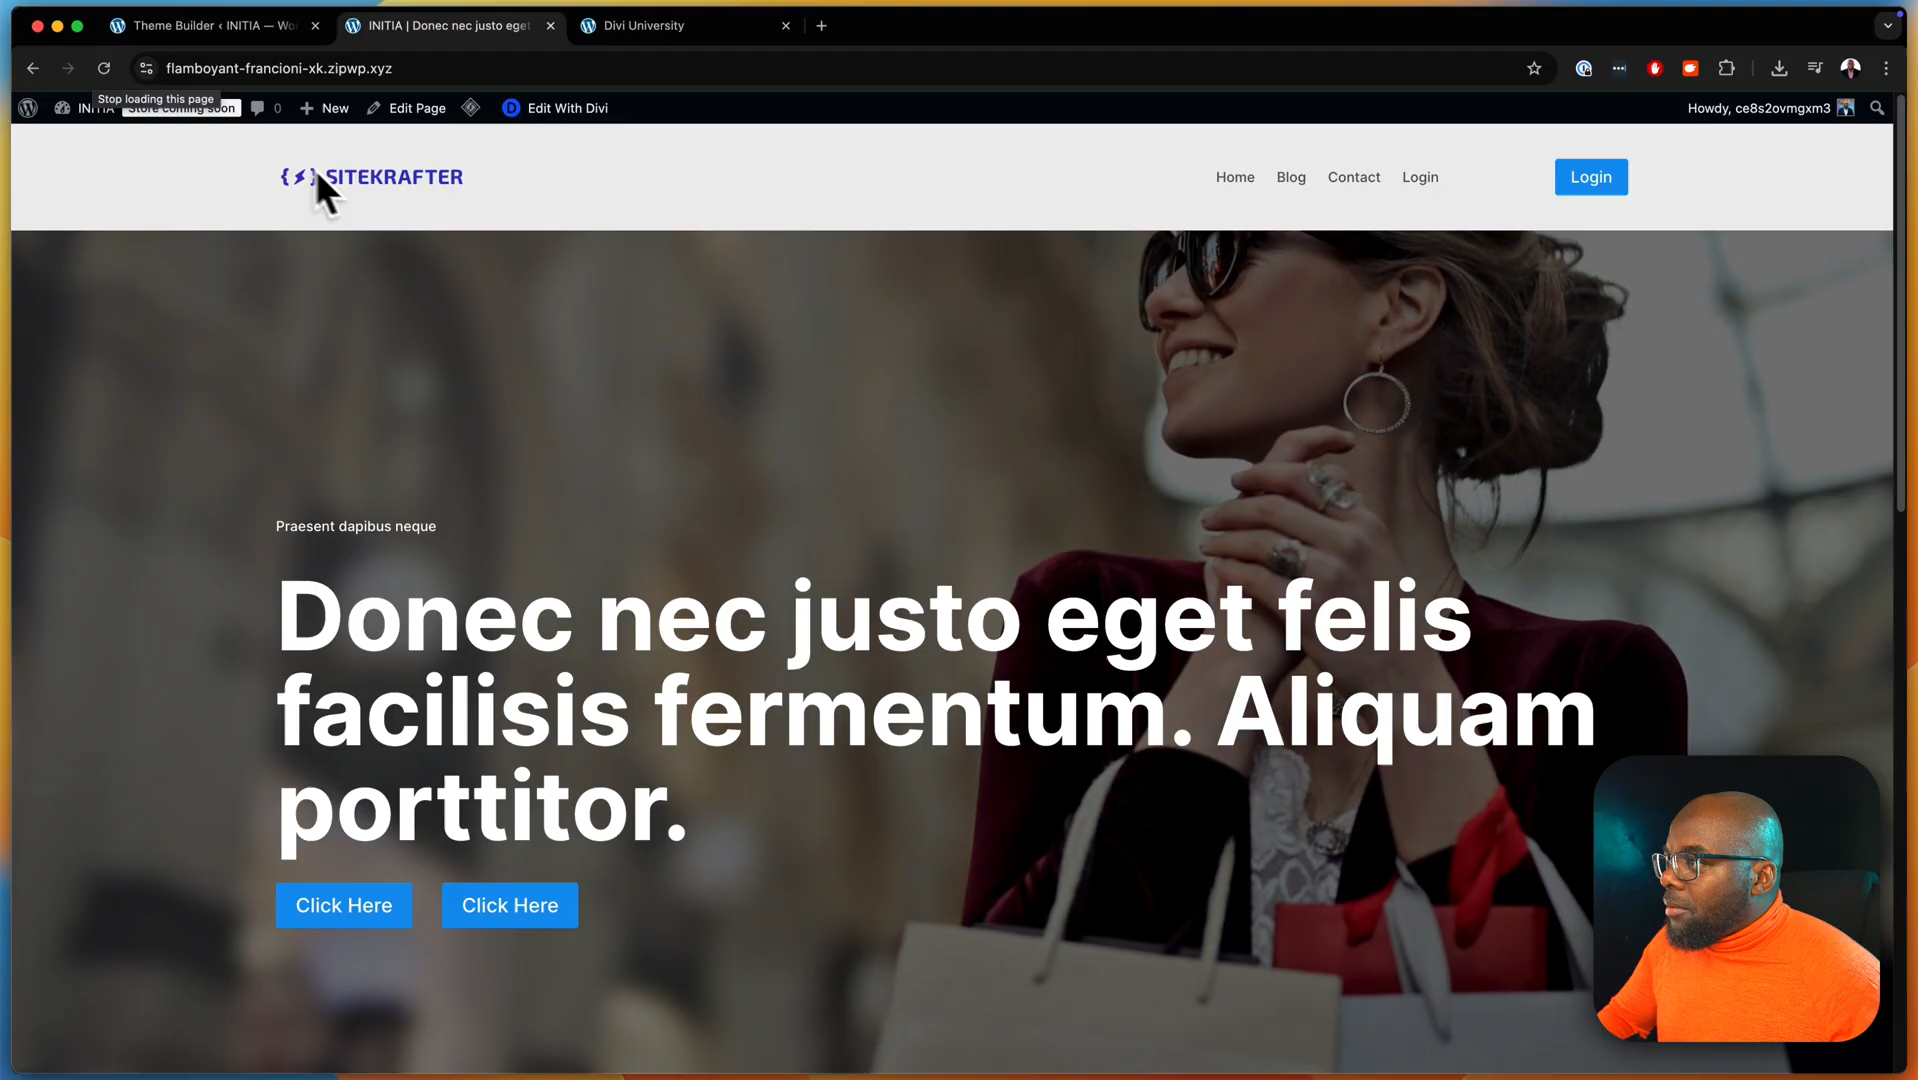 Theme Builder ‹ INITIA — Wor
INITIA | Donec nec justo eget
Divi University
flamboyant-francioni-xk.zipwp.xyz
Stop loading this page
INITIA
Store coming soon
0
New
Edit Page
Edit With Divi
Howdy, ce8s2ovmgxm3
{⚡} SITEKRAFTER
Home
Blog
Contact
Login
Login
Praesent dapibus neque
Donec nec justo eget felis
facilisis fermentum. Aliquam
porttitor.
Click Here
Click Here